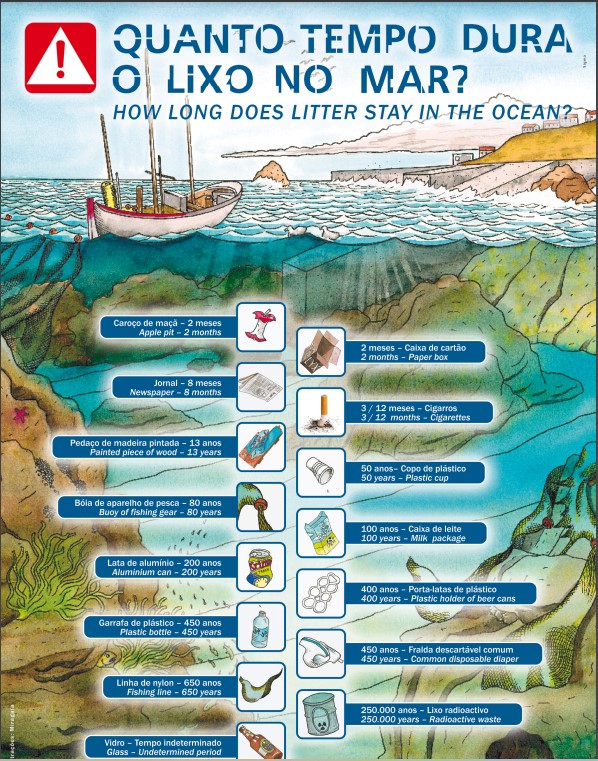 QUANTO TEMPO DURA
O LIXO NO MAR?
HOW LONG DOES LITTER STAY IN THE OCEAN?
Caroço de maçã – 2 meses
Apple pit – 2 months
2 meses – Caixa de cartão
2 months – Paper box
Jornal – 8 meses
Newspaper – 8 months
3 / 12 meses – Cigarros
3 / 12 months – Cigarettes
Pedaço de madeira pintada – 13 anos
Painted piece of wood – 13 years
50 anos– Copo de plástico
50 years – Plastic cup
Bóia de aparelho de pesca – 80 anos
Buoy of fishing gear – 80 years
100 anos – Caixa de leite
100 years – Milk package
Lata de alumínio – 200 anos
Aluminium can – 200 years
400 anos – Porta-latas de plástico
400 years – Plastic holder of beer cans
Garrafa de plástico – 450 anos
Plastic bottle – 450 years
450 anos – Fralda descartável comum
450 years – Common disposable diaper
Linha de nylon – 650 anos
Fishing line – 650 years
250.000 anos – Lixo radioactivo
250.000 years – Radioactive waste
Vidro – Tempo indeterminado
Glass – Undetermined period